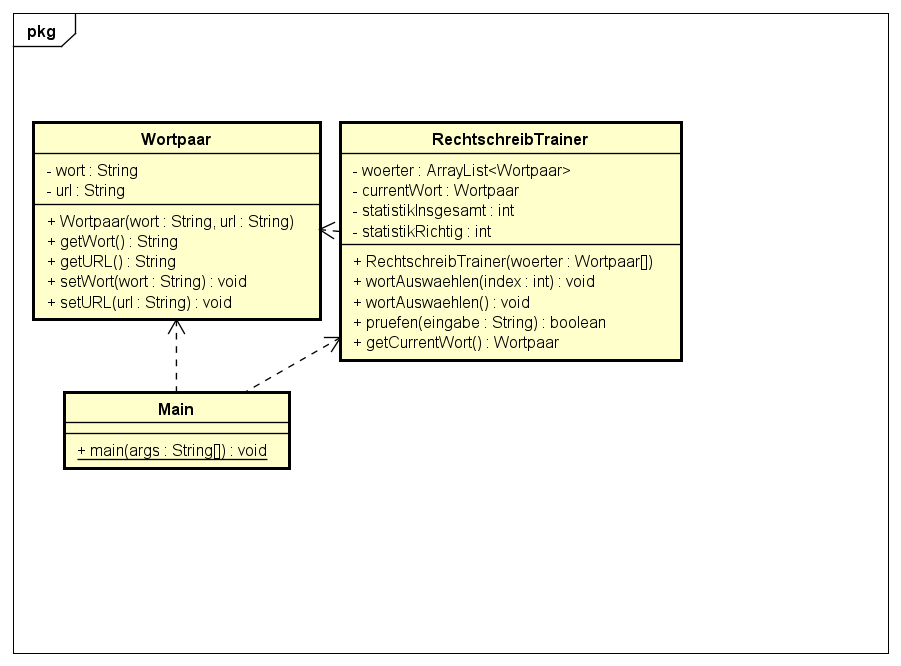 pkg
Wortpaar
- wort : String
- url : String
+ Wortpaar(wort : String, url : String)
+ getWort() : String
+ getURL() : String
+ setWort(wort : String) : void
+ setURL(url : String) : void
RechtschreibTrainer
- woerter : ArrayList<Wortpaar>
- currentWort : Wortpaar
- statistikInsgesamt : int
- statistikRichtig : int
+ RechtschreibTrainer(woerter : Wortpaar[])
+ wortAuswaehlen(index : int) : void
+ wortAuswaehlen() : void
+ pruefen(eingabe : String) : boolean
+ getCurrentWort() : Wortpaar
Main
+ main(args : String[]) : void